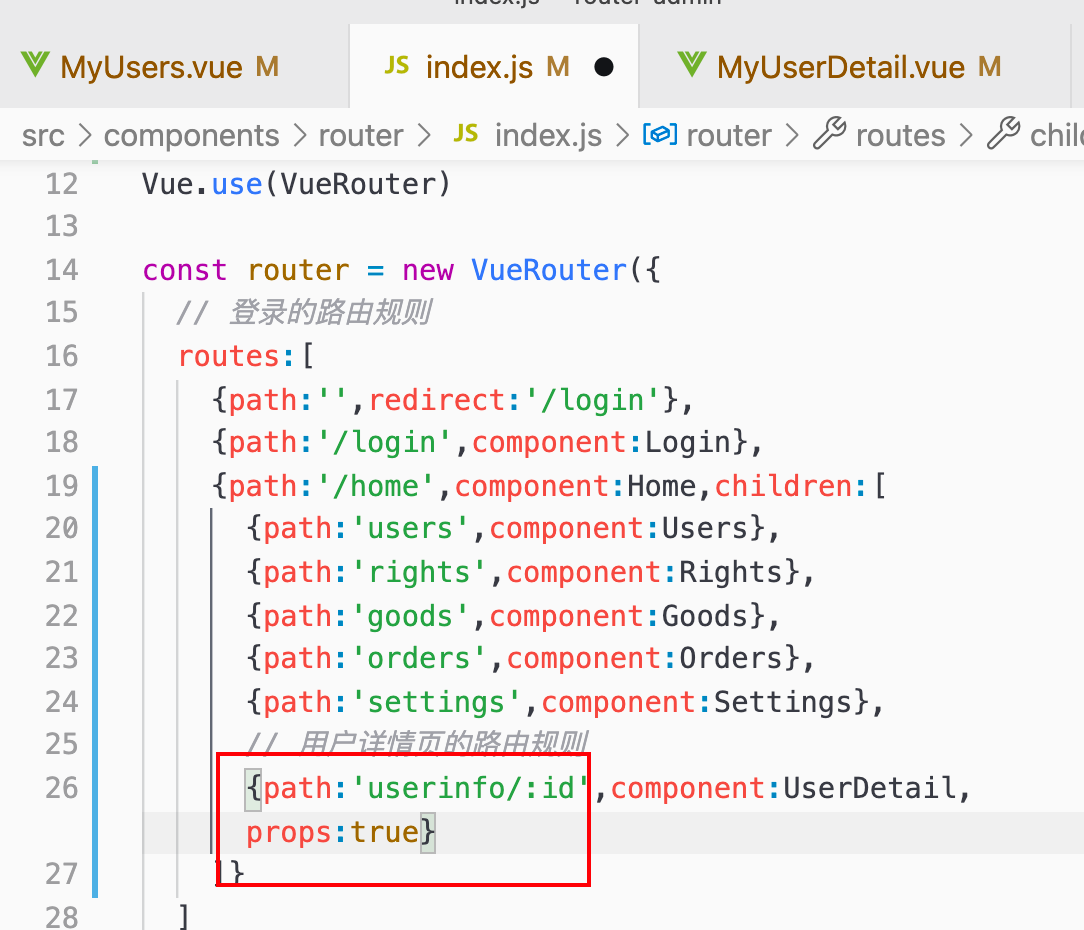 MyUsers.vue M JS index.js M MyUserDetail.vue M
src > components > router > JS index.js > router > routes >
12 Vue.use(VueRouter)
13
14 const router = new VueRouter({
15 // 登录的路由规则
16 routes:[
17 {path:'',redirect:'/login'},
18 {path:'/login',component:Login},
19 {path:'/home',component:Home,children:[
20 {path:'users',component:Users},
21 {path:'rights',component:Rights},
22 {path:'goods',component:Goods},
23 {path:'orders',component:Orders},
24 {path:'settings',component:Settings},
25 // 用户详情页的路由规则
26 {path:'userinfo/:id',component:UserDetail,
props:true}
27 ]}
28 ]